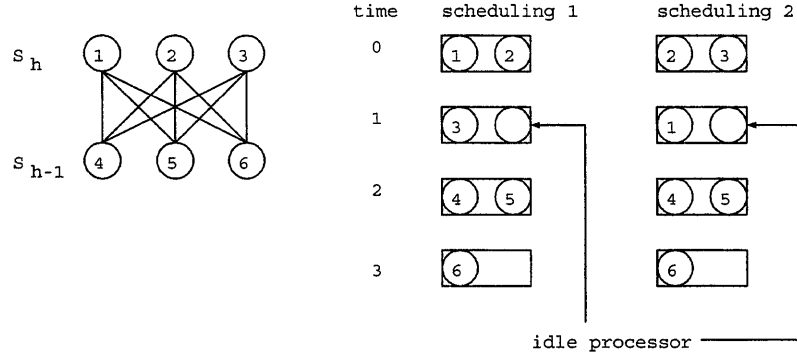 time scheduling 1 scheduling 2
S h 1 2 3 0 1 2 2 3
1 3 1
S h-1 4 5 6
2 4 5 4 5
3 6 6
idle processor